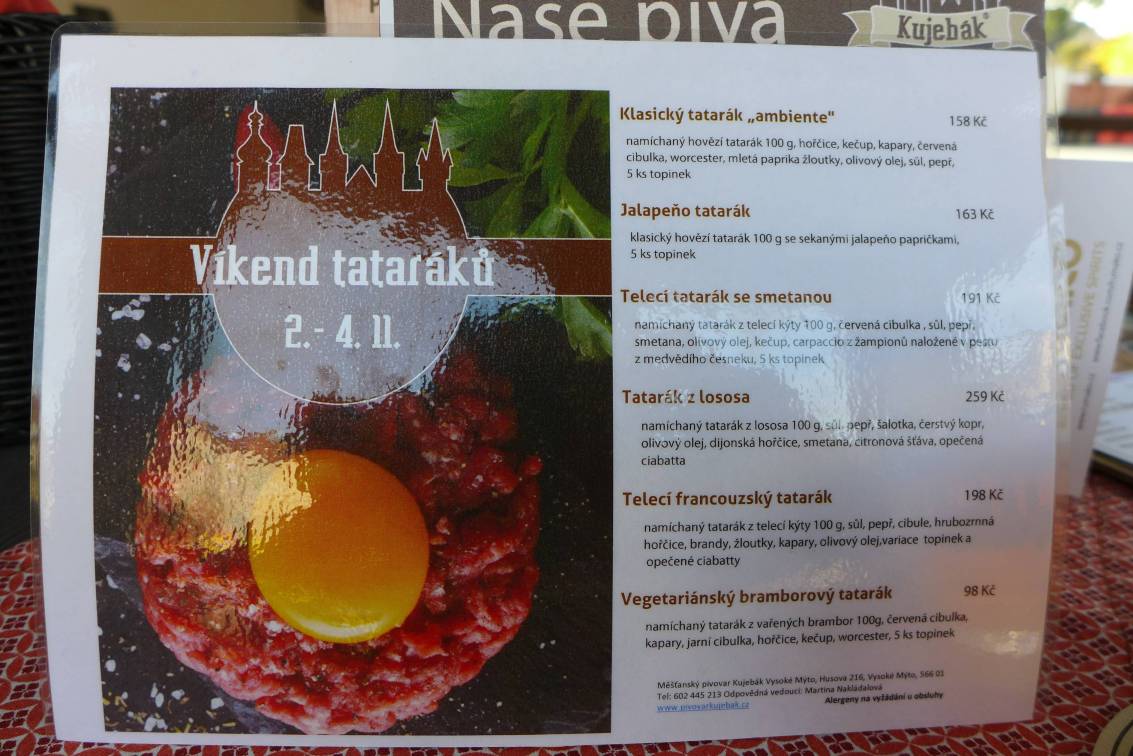 Naše piva
Kujebák
Víkend tataráků
2.- 4. 11.
Klasický tatarák „ambiente“ 158 Kč
namíchaný hovězí tatarák 100 g, hořčice, kečup, kapary, červená
cibulka, worcester, mletá paprika žloutky, olivový olej, sůl, pepř,
5 ks topinek
Jalapeňo tatarák 163 Kč
klasický hovězí tatarák 100 g se sekanými jalapeňo papričkami,
5 ks topinek
Telecí tatarák se smetanou 191 Kč
namíchaný tatarák z telecí kýty 100 g, červená cibulka , sůl, pepř,
smetana, olivový olej, kečup, carpaccio z žampionů naložené v pestu
z medvědího česneku, 5 ks topinek
Tatarák z lososa 259 Kč
namíchaný tatarák z lososa 100 g, sůl, pepř, šalotka, čerstvý kopr,
olivový olej, dijonská hořčice, smetana, citronová šťáva, opečená
ciabatta
Telecí francouzský tatarák 198 Kč
namíchaný tatarák z telecí kýty 100 g, sůl, pepř, cibule, hrubozrnná
hořčice, brandy, žloutky, kapary, olivový olej,variace topinek a
opečené ciabatty
Vegetariánský bramborový tatarák 98 Kč
namíchaný tatarák z vařených brambor 100g, červená cibulka,
kapary, jarní cibulka, hořčice, kečup, worcester, 5 ks topinek
Měšťanský pivovar Kujebák Vysoké Mýto, Husova 216, Vysoké Mýto, 566 01
Tel: 602 445 213 Odpovědná vedoucí: Martina Nakládalová
www.pivovarkujebak.cz Alergeny na vyžádání u obsluhy
EXCLUSIVE SPIRITS